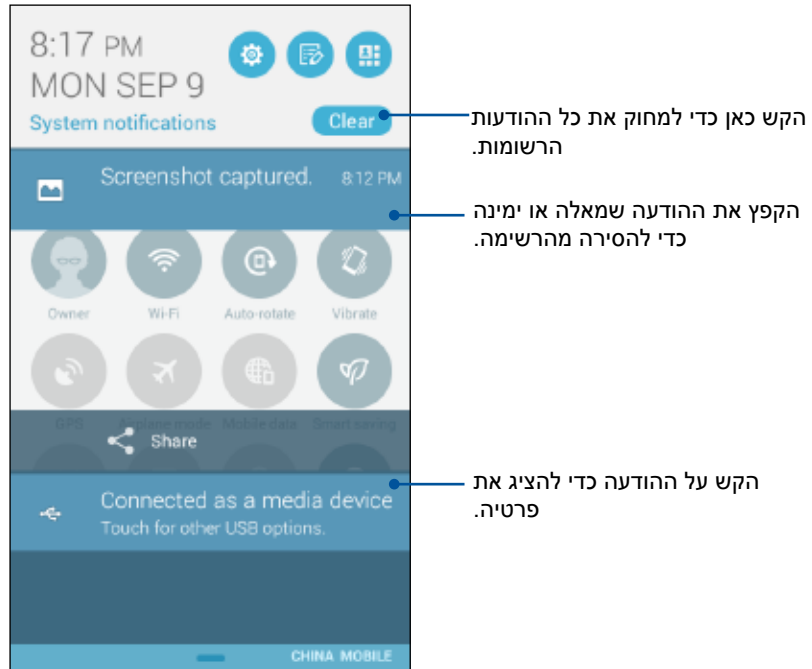 8:17 PM
MON SEP 9
System notifications
Clear
הקש כאן כדי למחוק את כל ההודעות
הרשומות.
Screenshot captured. 8:12 PM
הקפץ את ההודעה שמאלה או ימינה
כדי להסירה מהרשימה.
Owner Wi-Fi Auto-rotate Vibrate
GPS Airplane mode Mobile data Smart saving
Share
Connected as a media device
Touch for other USB options.
הקש על ההודעה כדי להציג את
פרטיה.
CHINA MOBILE